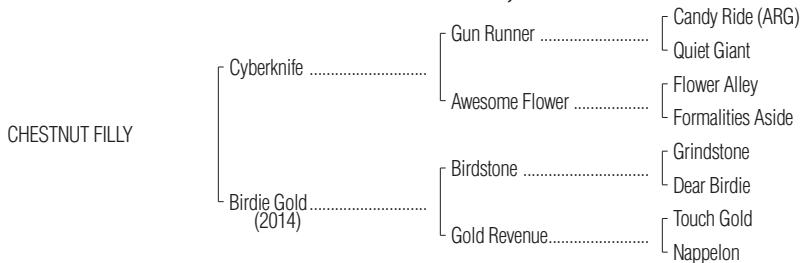 Candy Ride (ARG)
Gun Runner
Quiet Giant
Cyberknife
Flower Alley
Awesome Flower
Formalities Aside
CHESTNUT FILLY
Grindstone
Birdstone
Dear Birdie
Birdie Gold
(2014)
Touch Gold
Gold Revenue
Nappelon